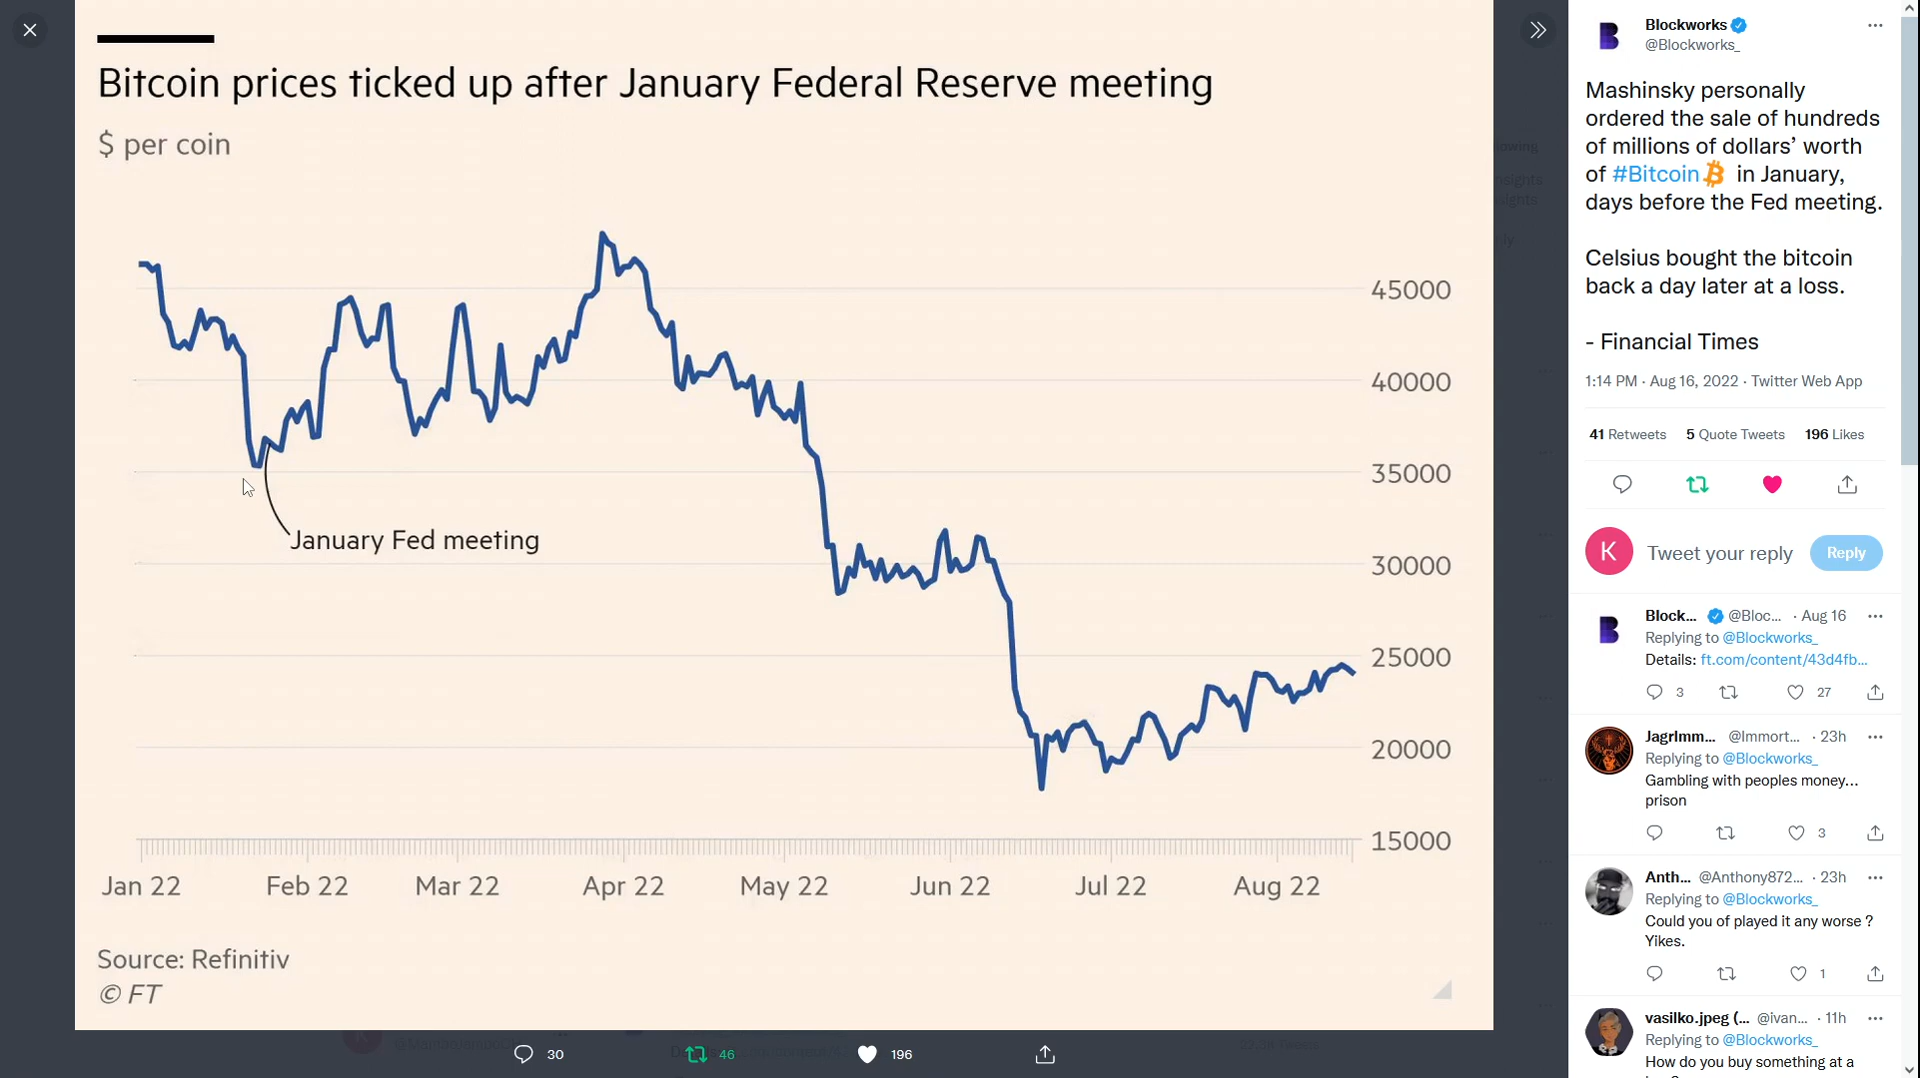 Bitcoin prices ticked up after January Federal Reserve meeting
$ per coin
45000
40000
35000
30000
25000
20000
15000
January Fed meeting
Jan 22
Feb 22
Mar 22
Apr 22
May 22
Jun 22
Jul 22
Aug 22
Source: Refinitiv
© FT
30
46
196
Blockworks
@Blockworks_
Mashinsky personally
ordered the sale of hundreds
of millions of dollars’ worth
of #Bitcoin in January,
days before the Fed meeting.
Celsius bought the bitcoin
back a day later at a loss.
- Financial Times
1:14 PM · Aug 16, 2022 · Twitter Web App
41 Retweets 5 Quote Tweets 196 Likes
K
Tweet your reply
Reply
Block... @Bloc... · Aug 16
Replying to @Blockworks_
Details: ft.com/content/43d4fb...
3
27
JagrImm... @Immort... · 23h
Replying to @Blockworks_
Gambling with peoples money...
prison
3
Anth... @Anthony872... · 23h
Replying to @Blockworks_
Could you of played it any worse ?
Yikes.
1
vasilko.jpeg (... @ivan... · 11h
Replying to @Blockworks_
How do you buy something at a